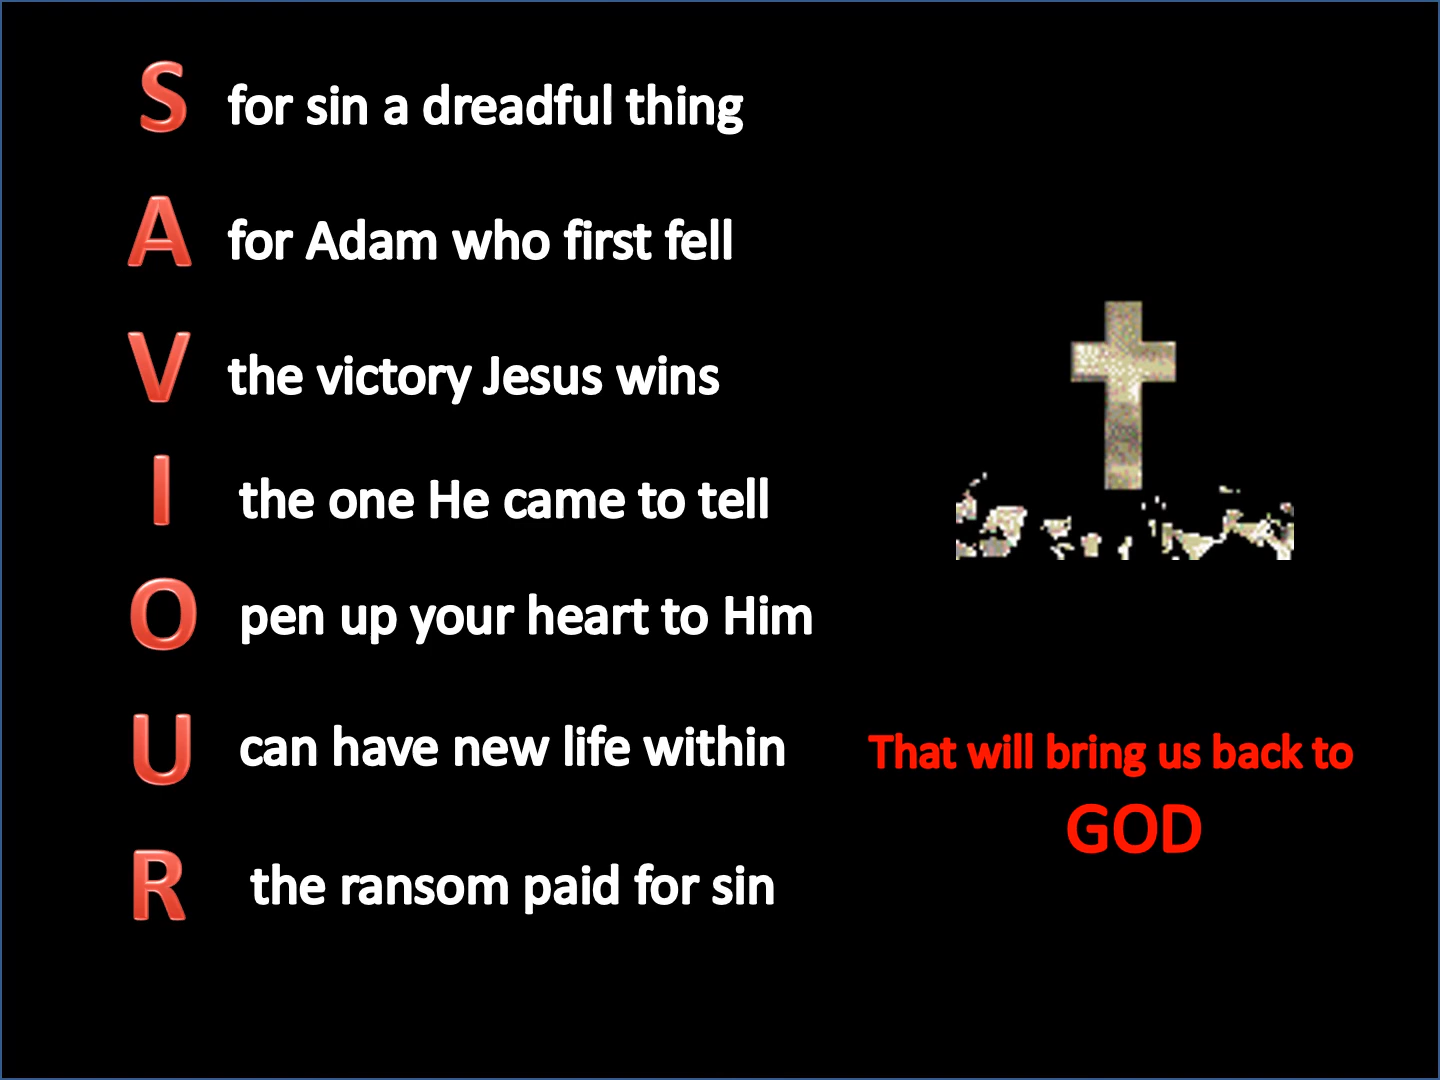 S for sin a dreadful thing
A for Adam who first fell
V the victory Jesus wins
I the one He came to tell
O pen up your heart to Him
U can have new life within
R the ransom paid for sin
That will bring us back to
GOD